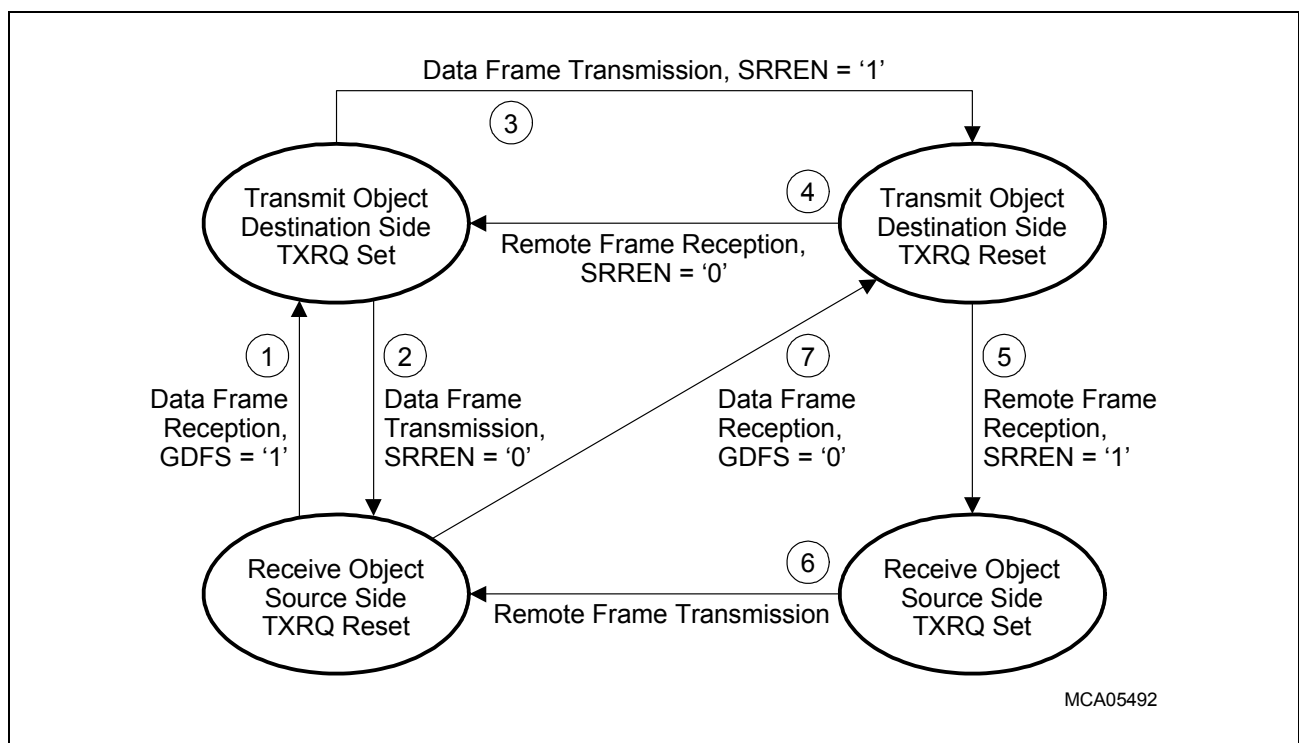 Data Frame Transmission, SRREN = ‘1’
3
Transmit Object
Destination Side
TXRQ Set
4
Remote Frame Reception,
SRREN = ‘0’
Transmit Object
Destination Side
TXRQ Reset
1
Data Frame
Reception,
GDFS = ‘1’
2
Data Frame
Transmission,
SRREN = ‘0’
7
Data Frame
Reception,
GDFS = ‘0’
5
Remote Frame
Reception,
SRREN = ‘1’
Receive Object
Source Side
TXRQ Reset
6
Remote Frame Transmission
Receive Object
Source Side
TXRQ Set
MCA05492